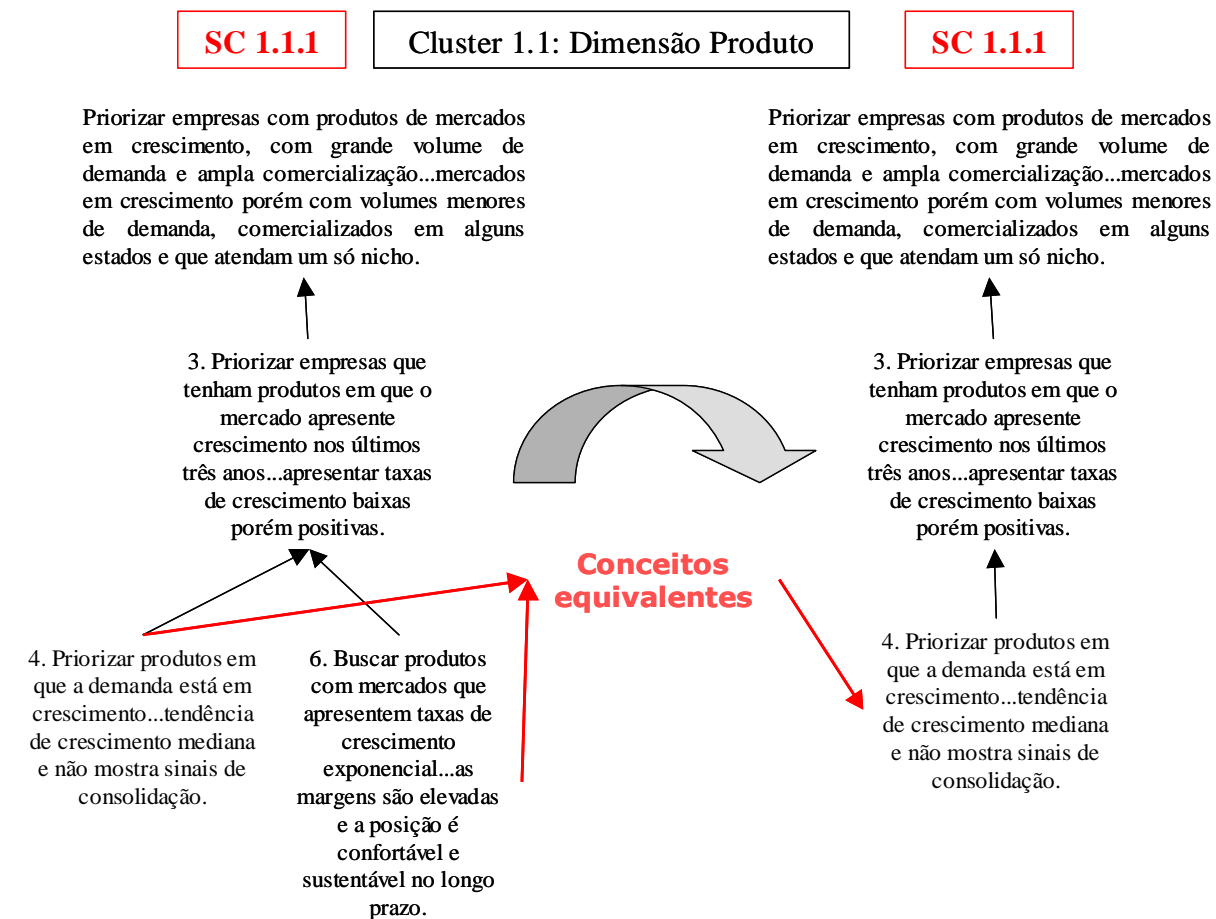 SC 1.1.1
Cluster 1.1: Dimensão Produto
SC 1.1.1
Priorizar empresas com produtos de mercados
em crescimento, com grande volume de
demanda e ampla comercialização...mercados
em crescimento porém com volumes menores
de demanda, comercializados em alguns
estados e que atendam um só nicho.
Priorizar empresas com produtos de mercados
em crescimento, com grande volume de
demanda e ampla comercialização...mercados
em crescimento porém com volumes menores
de demanda, comercializados em alguns
estados e que atendam um só nicho.
3. Priorizar empresas que
tenham produtos em que o
mercado apresente
crescimento nos últimos
três anos...apresentar taxas
de crescimento baixas
porém positivas.
3. Priorizar empresas que
tenham produtos em que o
mercado apresente
crescimento nos últimos
três anos...apresentar taxas
de crescimento baixas
porém positivas.
Conceitos
equivalentes
4. Priorizar produtos em
que a demanda está em
crescimento...tendência
de crescimento mediana
e não mostra sinais de
consolidação.
6. Buscar produtos
com mercados que
apresentem taxas de
crescimento
exponencial...as
margens são elevadas
e a posição é
confortável e
sustentável no longo
prazo.
4. Priorizar produtos em
que a demanda está em
crescimento...tendência
de crescimento mediana
e não mostra sinais de
consolidação.